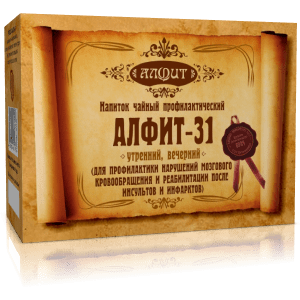 АЛФИТ
Напиток чайный профилактический
АЛФИТ-31
утренний, вечерний
(для профилактики нарушений мозгового
кровообращения и реабилитации после
инсультов и инфарктов)